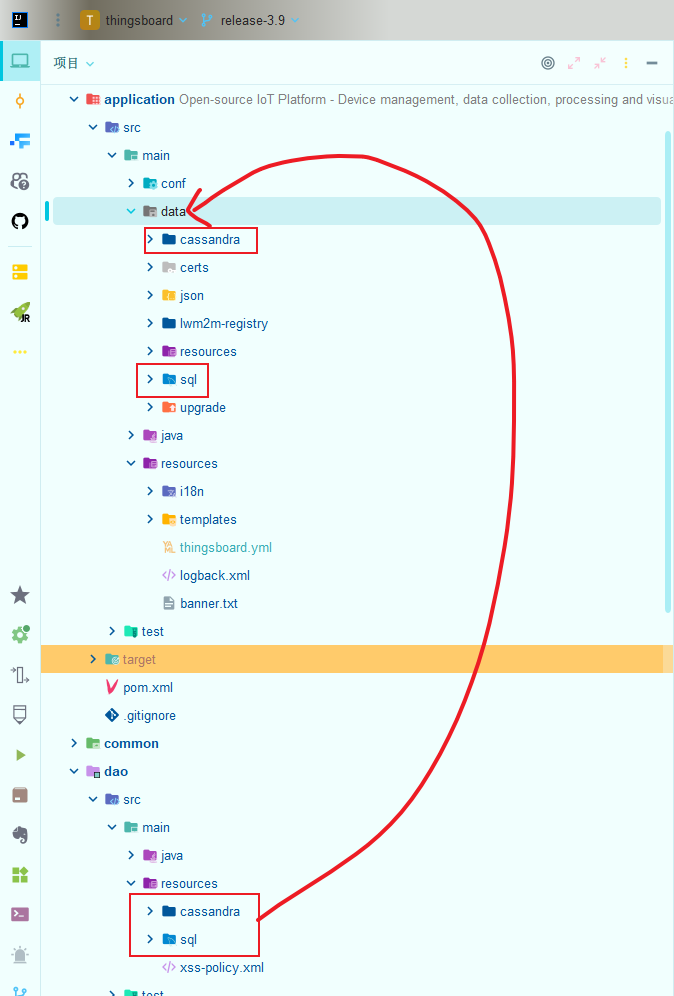 T thingsboard release-3.9
项目
application Open-source IoT Platform - Device management, data collection, processing and visua
src
main
conf
data
cassandra
certs
json
lwm2m-registry
resources
sql
upgrade
java
resources
i18n
templates
thingsboard.yml
logback.xml
banner.txt
test
target
pom.xml
.gitignore
common
dao
src
main
java
resources
cassandra
sql
xss-policy.xml
test